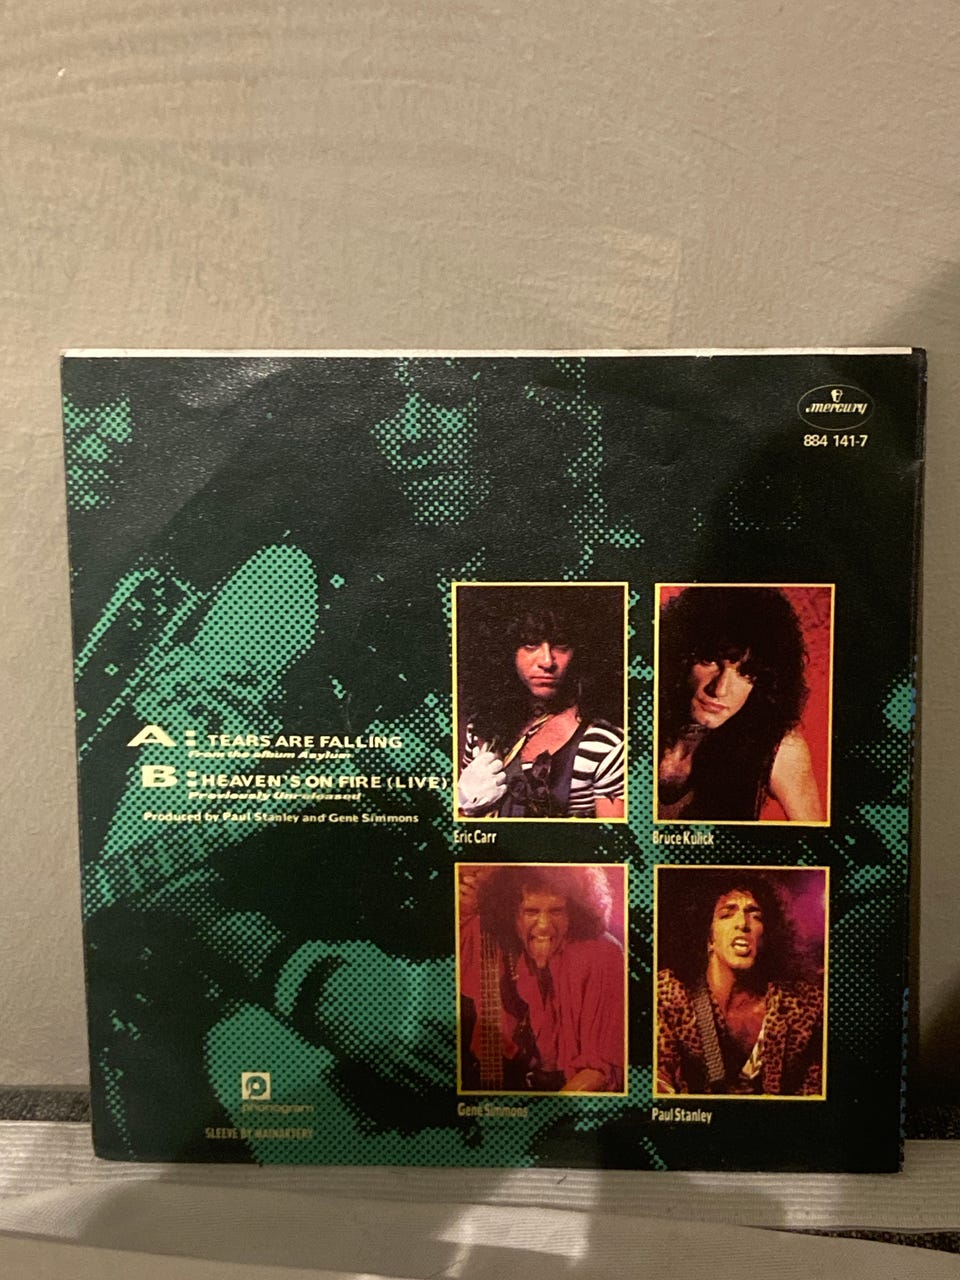 mercury
884 141-7
A: TEARS ARE FALLING
From the album Asylum
B: HEAVEN'S ON FIRE (LIVE)
Previously Unreleased
Produced by Paul Stanley and Gene Simmons
Eric Carr
Bruce Kulick
Gene Simmons
Paul Stanley
phonogram
SLEEVE BY MAINARTERY